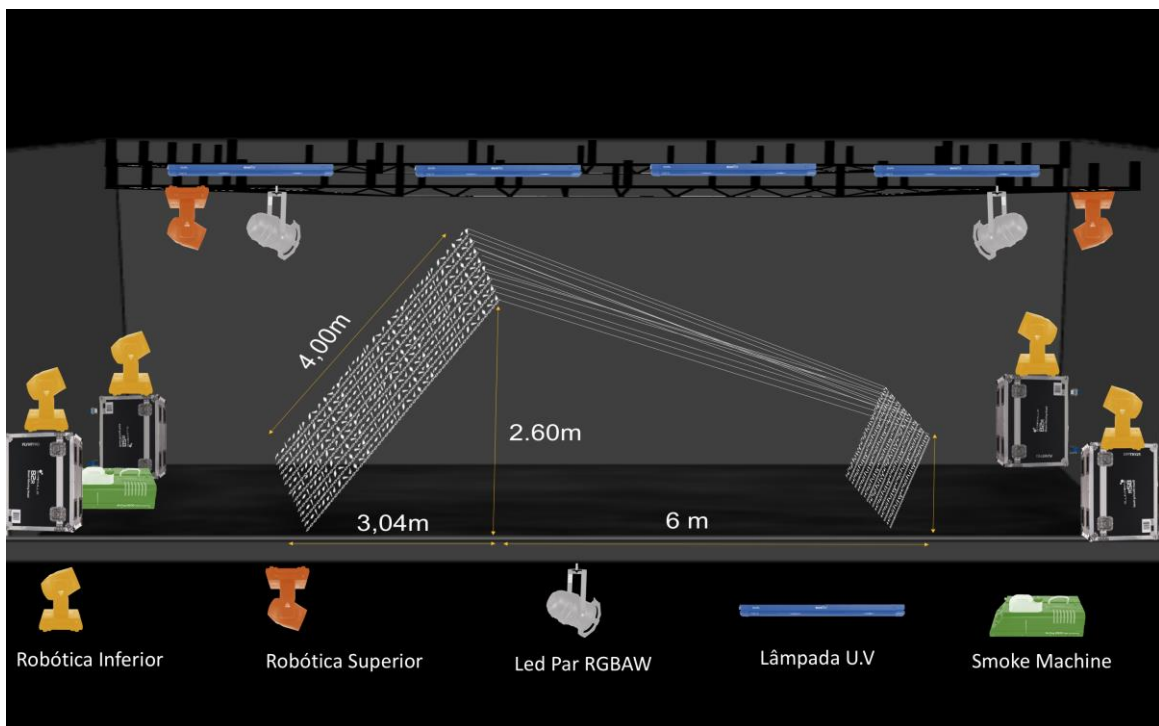 4,00m
2.60m
3,04m
6 m
Robótica Inferior
Robótica Superior
Led Par RGBAW
Lâmpada U.V
Smoke Machine